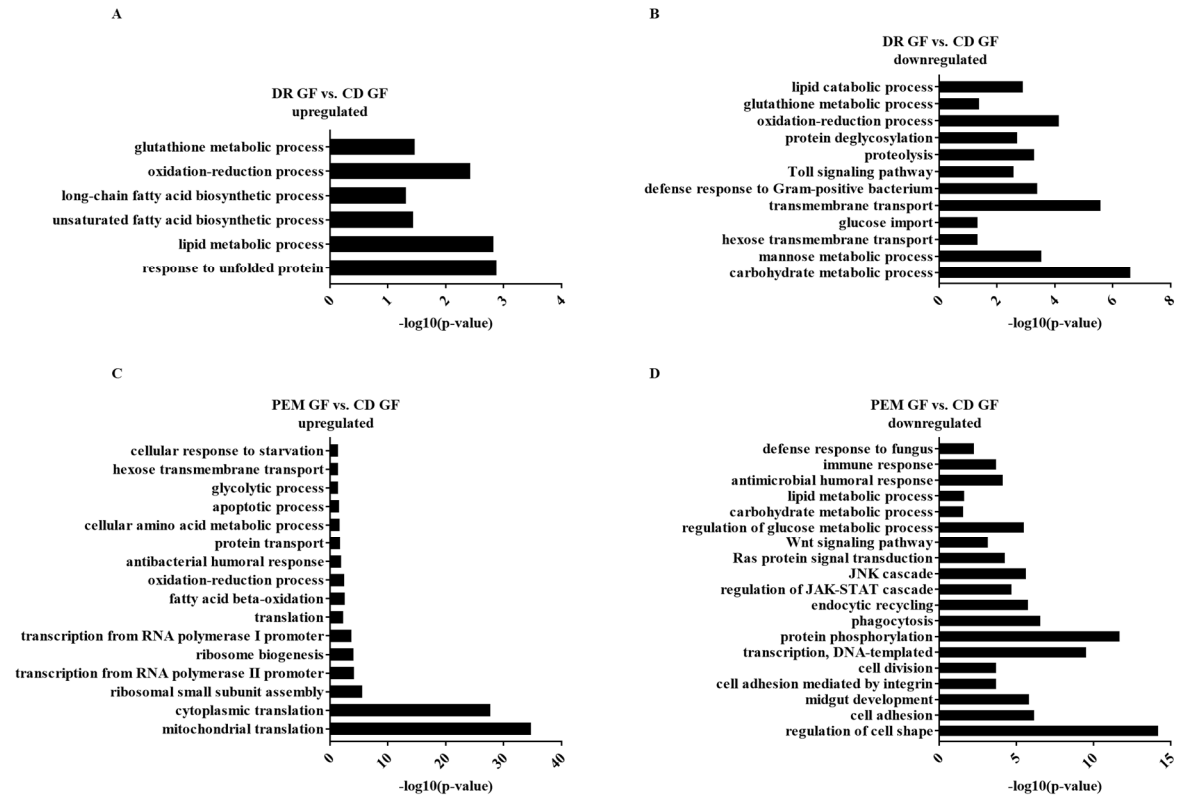 A
DR GF vs. CD GF
upregulated
glutathione metabolic process
oxidation-reduction process
long-chain fatty acid biosynthetic process
unsaturated fatty acid biosynthetic process
lipid metabolic process
response to unfolded protein
0 1 2 3 4
-log10(p-value)
B
DR GF vs. CD GF
downregulated
lipid catabolic process
glutathione metabolic process
oxidation-reduction process
protein deglycosylation
proteolysis
Toll signaling pathway
defense response to Gram-positive bacterium
transmembrane transport
glucose import
hexose transmembrane transport
mannose metabolic process
carbohydrate metabolic process
0 2 4 6 8
-log10(p-value)
C
PEM GF vs. CD GF
upregulated
cellular response to starvation
hexose transmembrane transport
glycolytic process
apoptotic process
cellular amino acid metabolic process
protein transport
antibacterial humoral response
oxidation-reduction process
fatty acid beta-oxidation
translation
transcription from RNA polymerase I promoter
ribosome biogenesis
transcription from RNA polymerase II promoter
ribosomal small subunit assembly
cytoplasmic translation
mitochondrial translation
0 10 20 30 40
-log10(p-value)
D
PEM GF vs. CD GF
downregulated
defense response to fungus
immune response
antimicrobial humoral response
lipid metabolic process
carbohydrate metabolic process
regulation of glucose metabolic process
Wnt signaling pathway
Ras protein signal transduction
JNK cascade
regulation of JAK-STAT cascade
endocytic recycling
phagocytosis
protein phosphorylation
transcription, DNA-templated
cell division
cell adhesion mediated by integrin
midgut development
cell adhesion
regulation of cell shape
0 5 10 15
-log10(p-value)